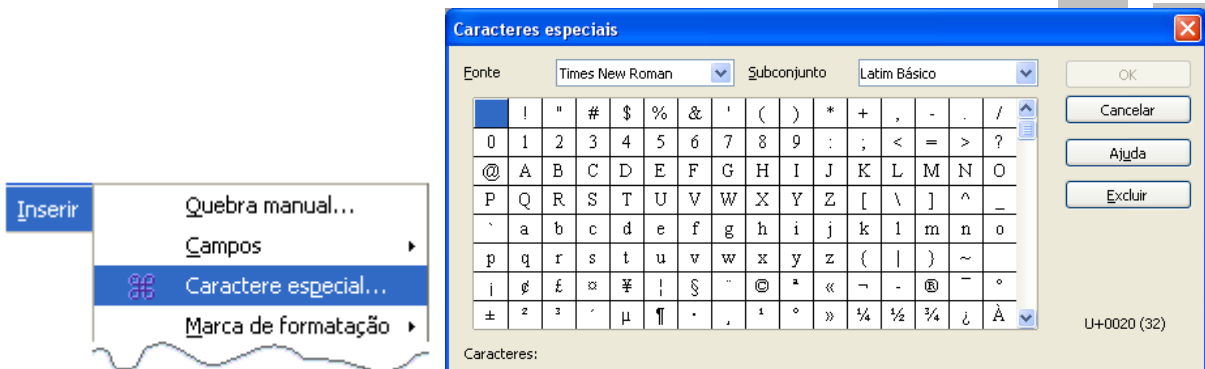 Inserir
Quebra manual...
Campos
Caractere especial...
Marca de formatação
Caracteres especiais
Fonte Times New Roman Subconjunto Latim Básico
! " # $ % & ' ( ) * + , - . /
0 1 2 3 4 5 6 7 8 9 : ; < = > ?
@ A B C D E F G H I J K L M N O
P Q R S T U V W X Y Z [ \ ] ^ _
` a b c d e f g h i j k l m n o
p q r s t u v w x y z { | } ~
¡ ¢ £ ¤ ¥ ¦ § ¨ © ª « ¬ - ® ¯ °
± ² ³ ´ µ ¶ · ¸ ¹ º » ¼ ½ ¾ ¿ À
OK
Cancelar
Ajuda
Excluir
U+0020 (32)
Caracteres: